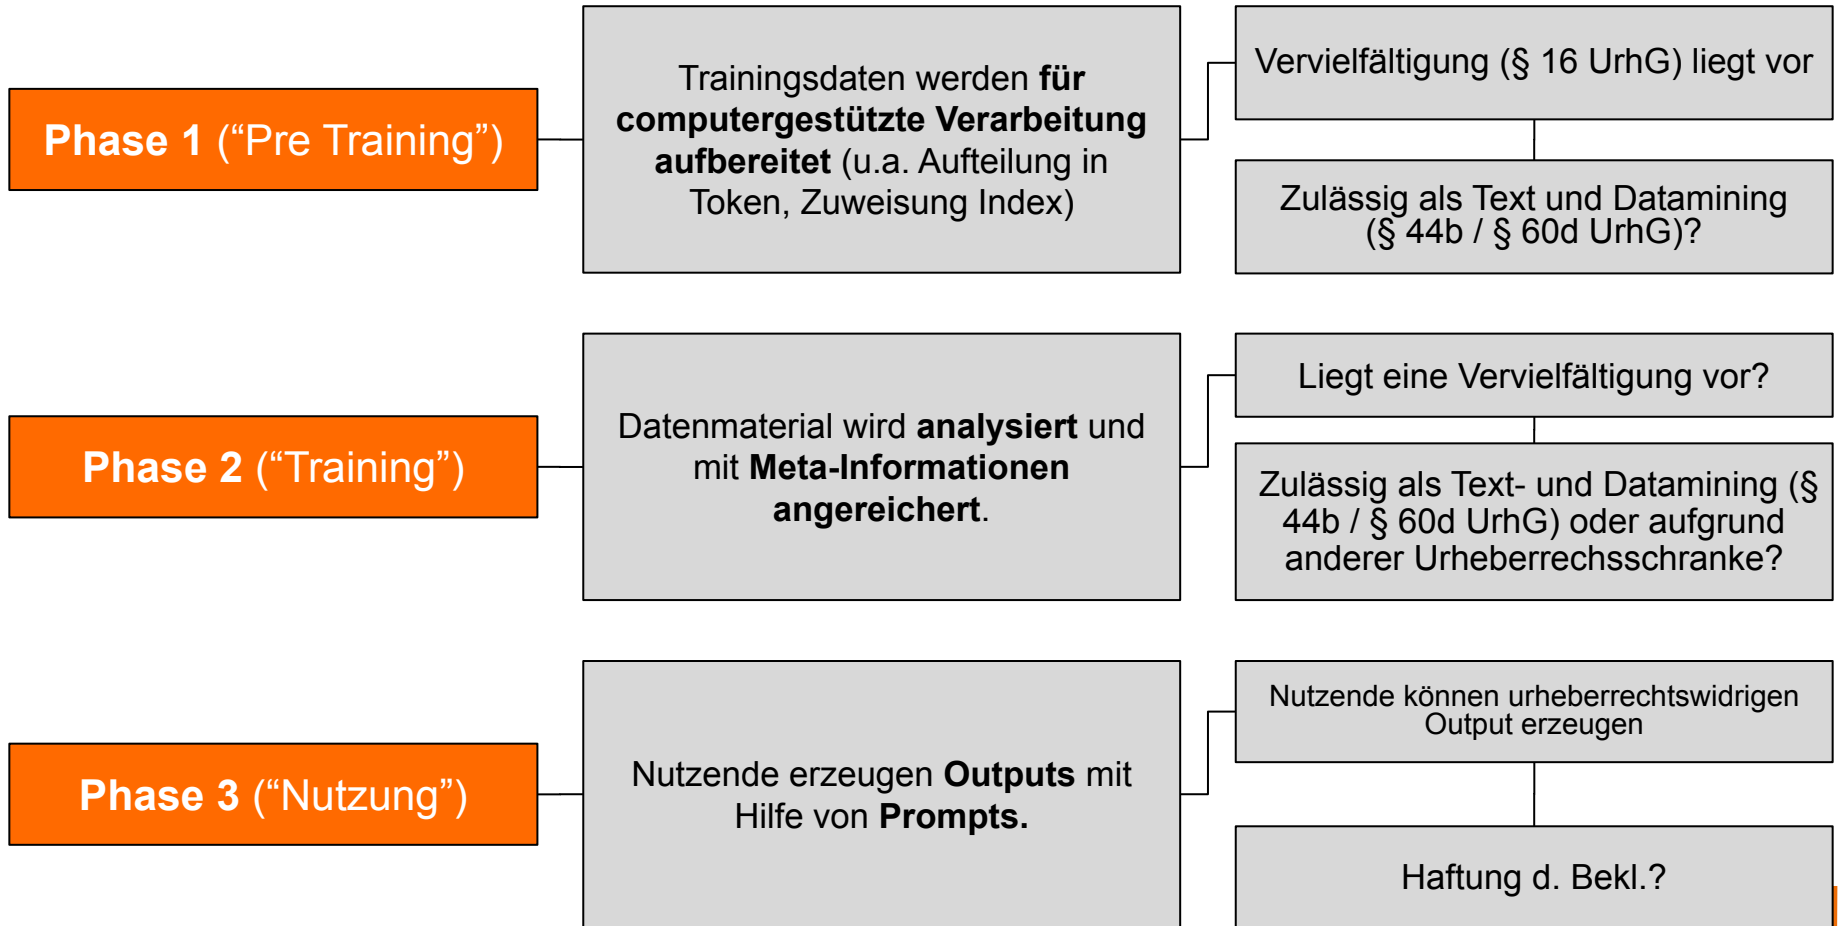 Phase 1 (“Pre Training”)
Trainingsdaten werden für
computergestützte Verarbeitung
aufbereitet (u.a. Aufteilung in
Token, Zuweisung Index)
Vervielfältigung (§ 16 UrhG) liegt vor
Zulässig als Text und Datamining
(§ 44b / § 60d UrhG)?
Phase 2 (“Training”)
Datenmaterial wird analysiert und
mit Meta-Informationen
angereichert.
Liegt eine Vervielfältigung vor?
Zulässig als Text- und Datamining (§
44b / § 60d UrhG) oder aufgrund
anderer Urheberrechsschranke?
Phase 3 (“Nutzung”)
Nutzende erzeugen Outputs mit
Hilfe von Prompts.
Nutzende können urheberrechtswidrigen
Output erzeugen
Haftung d. Bekl.?